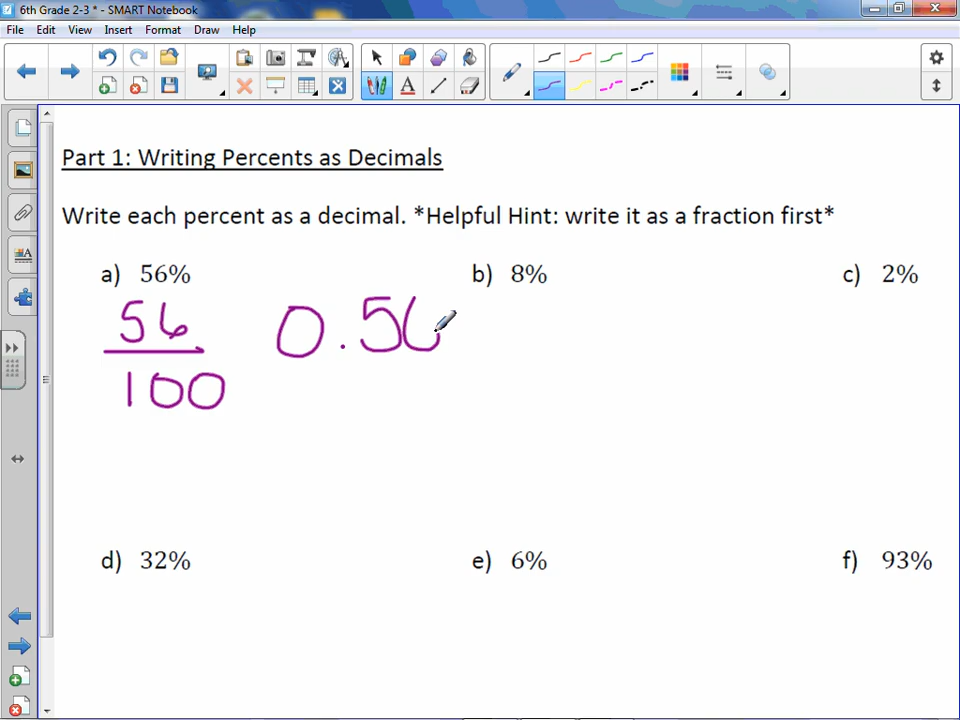 6th Grade 2-3 * - SMART Notebook
File Edit View Insert Format Draw Help
Part 1: Writing Percents as Decimals
Write each percent as a decimal. *Helpful Hint: write it as a fraction first*
a) 56% b) 8% c) 2%
56
100
0.56
d) 32% e) 6% f) 93%